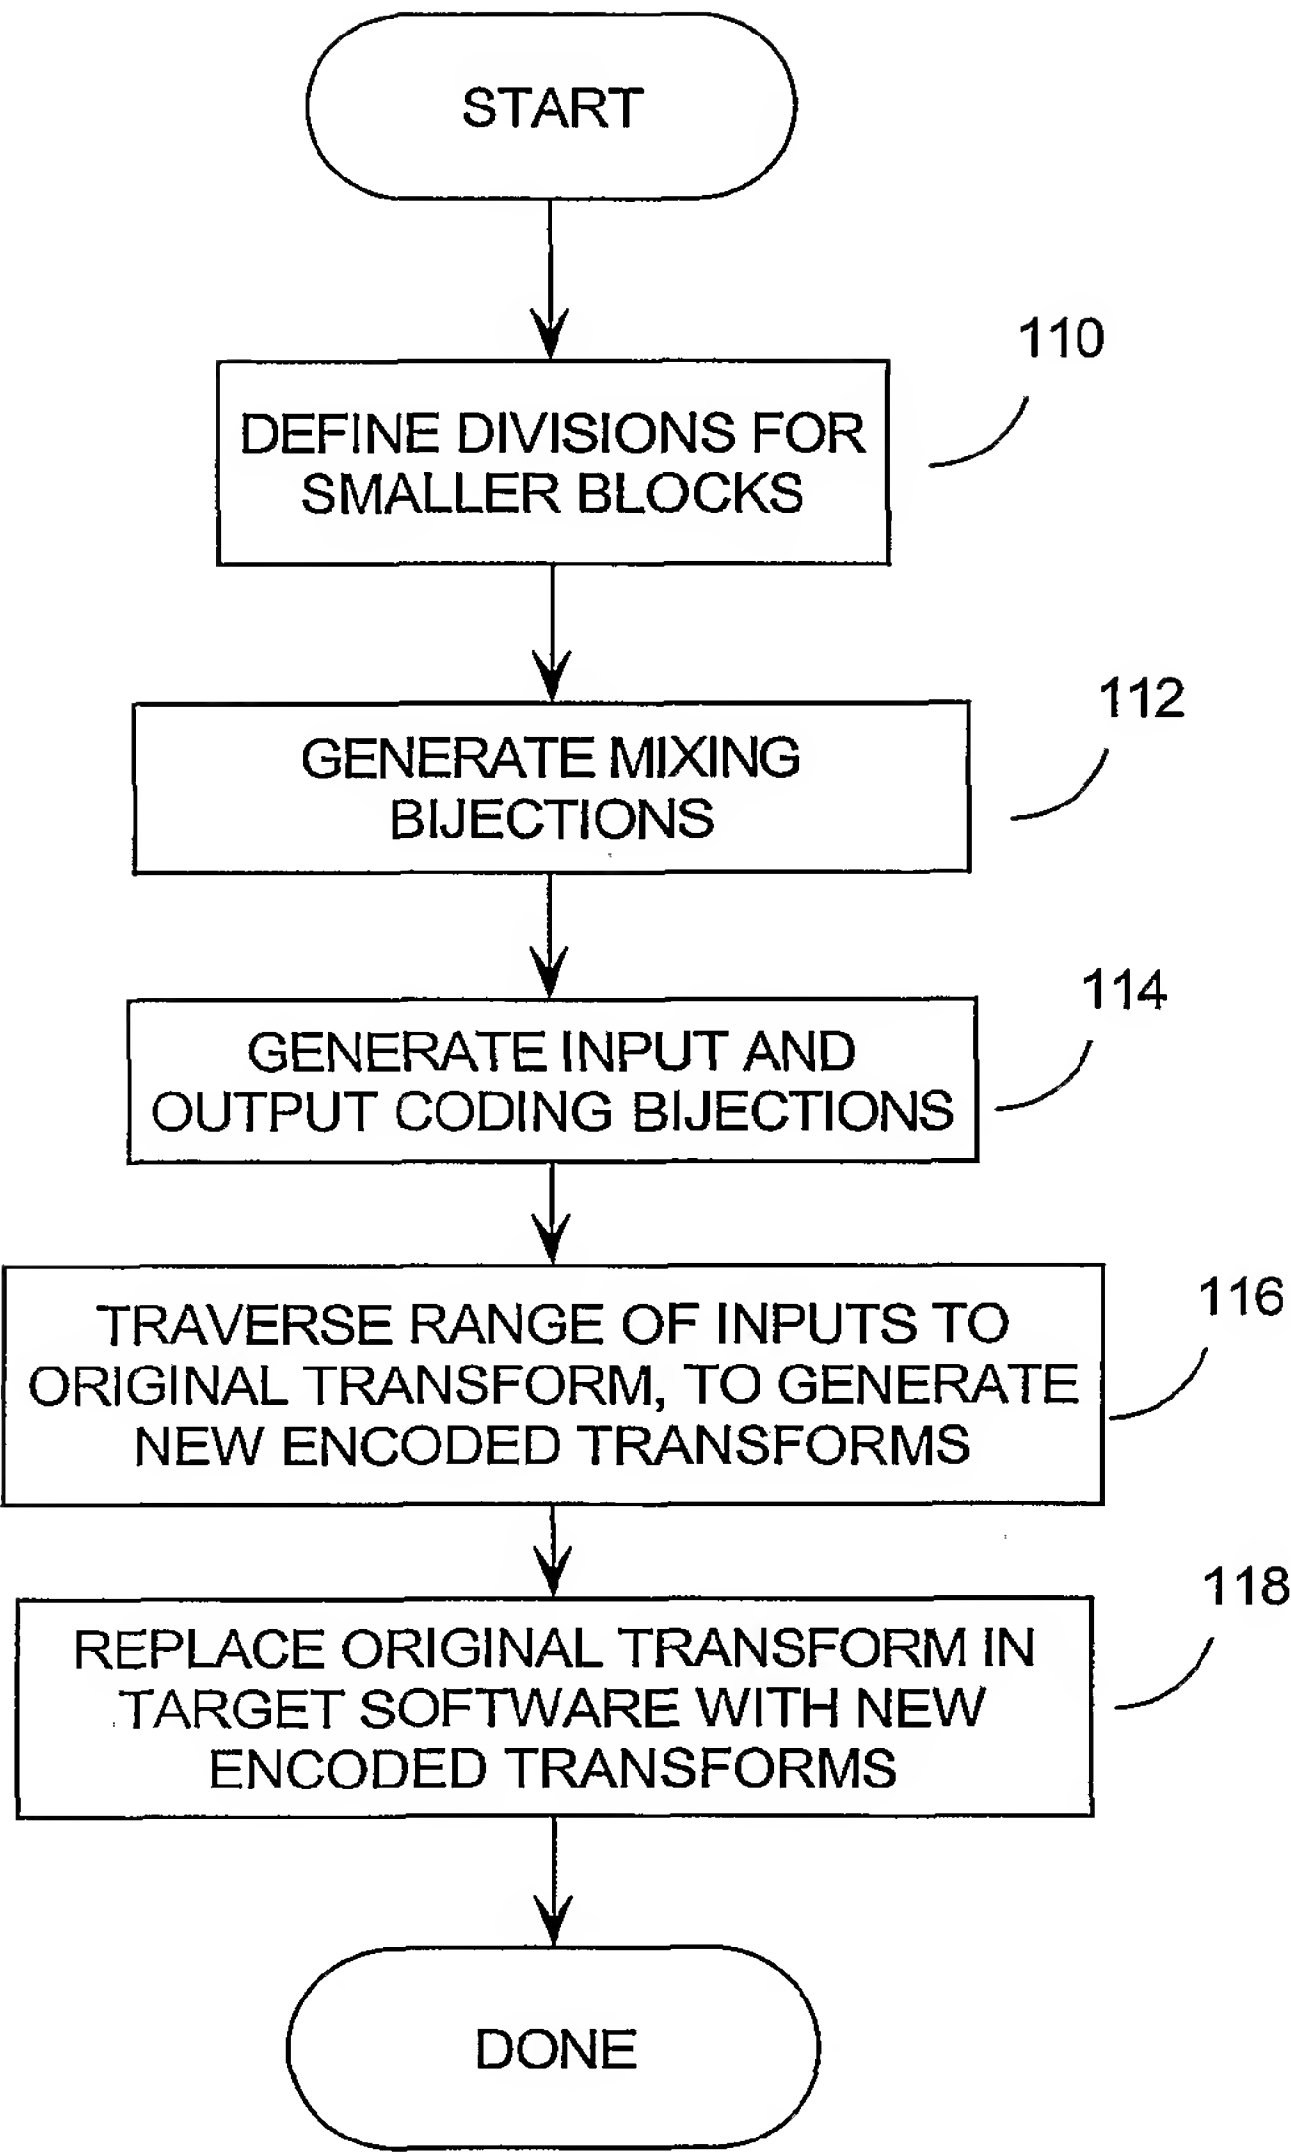 START
110
DEFINE DIVISIONS FOR
SMALLER BLOCKS
112
GENERATE MIXING
BIJECTIONS
114
GENERATE INPUT AND
OUTPUT CODING BIJECTIONS
116
TRAVERSE RANGE OF INPUTS TO
ORIGINAL TRANSFORM, TO GENERATE
NEW ENCODED TRANSFORMS
118
REPLACE ORIGINAL TRANSFORM IN
TARGET SOFTWARE WITH NEW
ENCODED TRANSFORMS
DONE